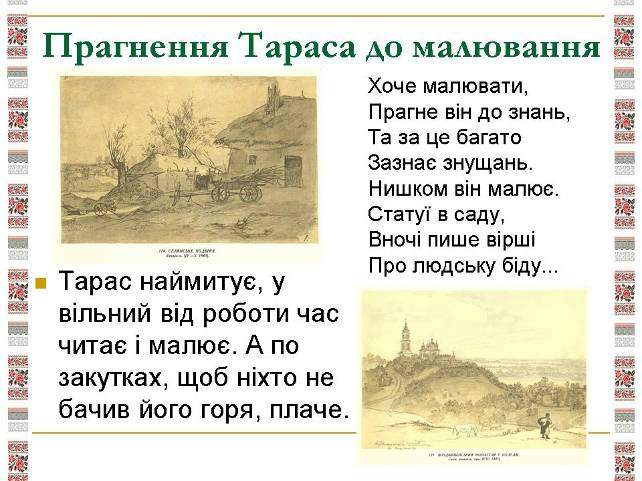 Прагнення Тараса до малювання
Хоче малювати,
Прагне він до знань,
Та за це багато
Зазнає знущань.
Нишком він малює.
Статуї в саду,
Вночі пише вірші
Про людську біду...
Тарас наймитує, у
вільний від роботи час
читає і малює. А по
закутках, щоб ніхто не
бачив його горя, плаче.